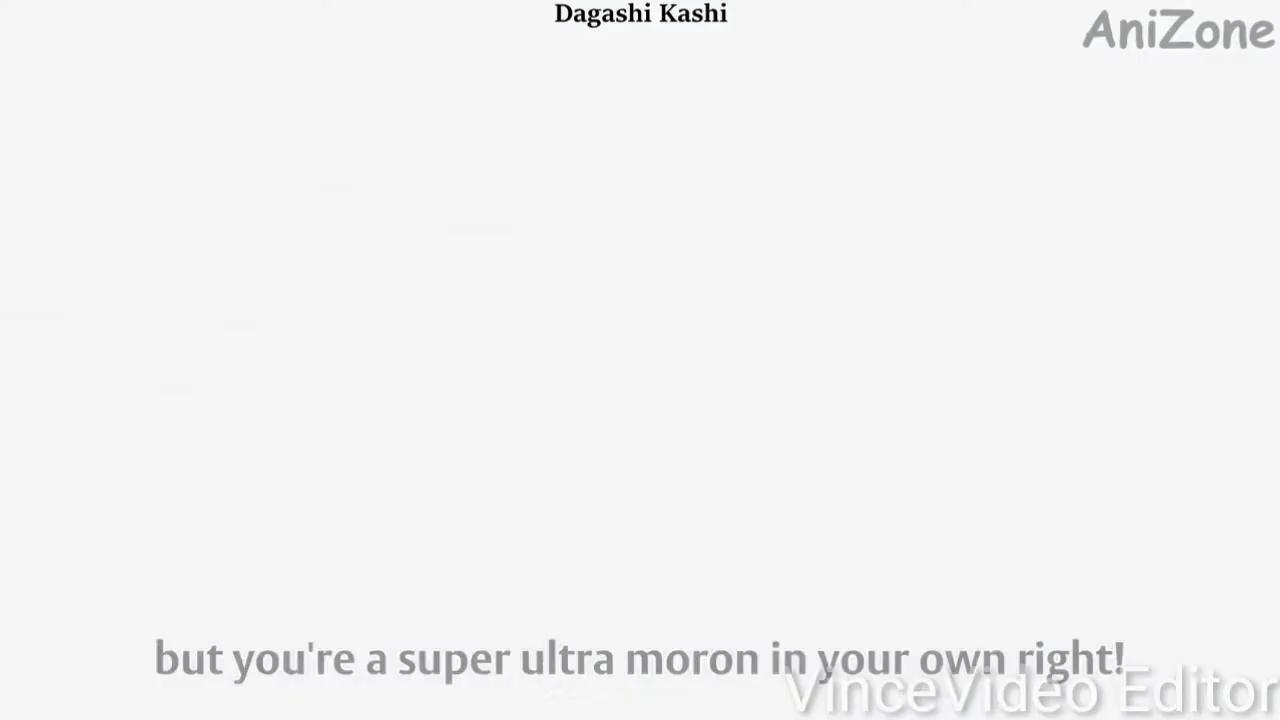 Dagashi Kashi
AniZone
but you're a super ultra moron in your own right!
VinceVideo Editor